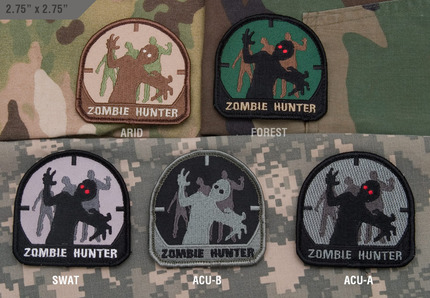 2.75" x 2.75"
ZOMBIE HUNTER
ZOMBIE HUNTER
ARID
FOREST
ZOMBIE HUNTER
ZOMBIE HUNTER
ZOMBIE HUNTER
SWAT
ACU-B
ACU-A